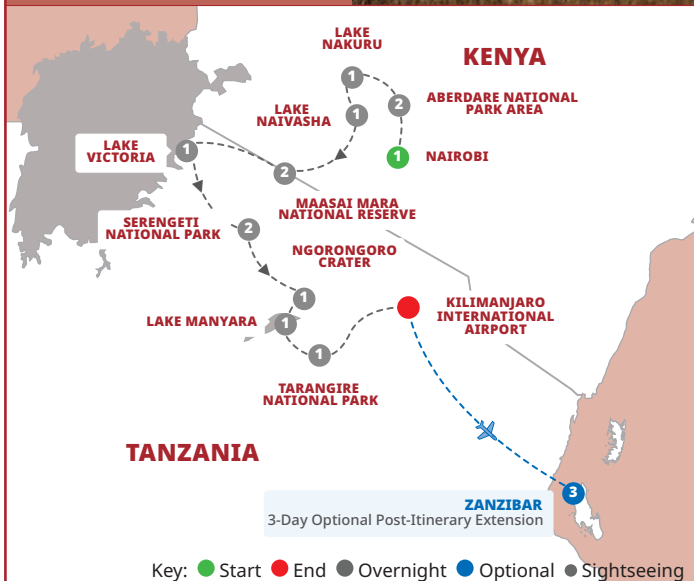 LAKE
NAKURU
KENYA
1
2
ABERDARE NATIONAL
PARK AREA
LAKE
NAIVASHA
1
1
NAIROBI
LAKE
VICTORIA
1
2
MAASAI MARA
NATIONAL RESERVE
SERENGETI
NATIONAL PARK
2
NGORONGORO
CRATER
1
KILIMANJARO
INTERNATIONAL
AIRPORT
LAKE MANYARA
1
1
TARANGIRE
NATIONAL PARK
TANZANIA
3
ZANZIBAR
3-Day Optional Post-Itinerary Extension
Key: Start End Overnight Optional Sightseeing